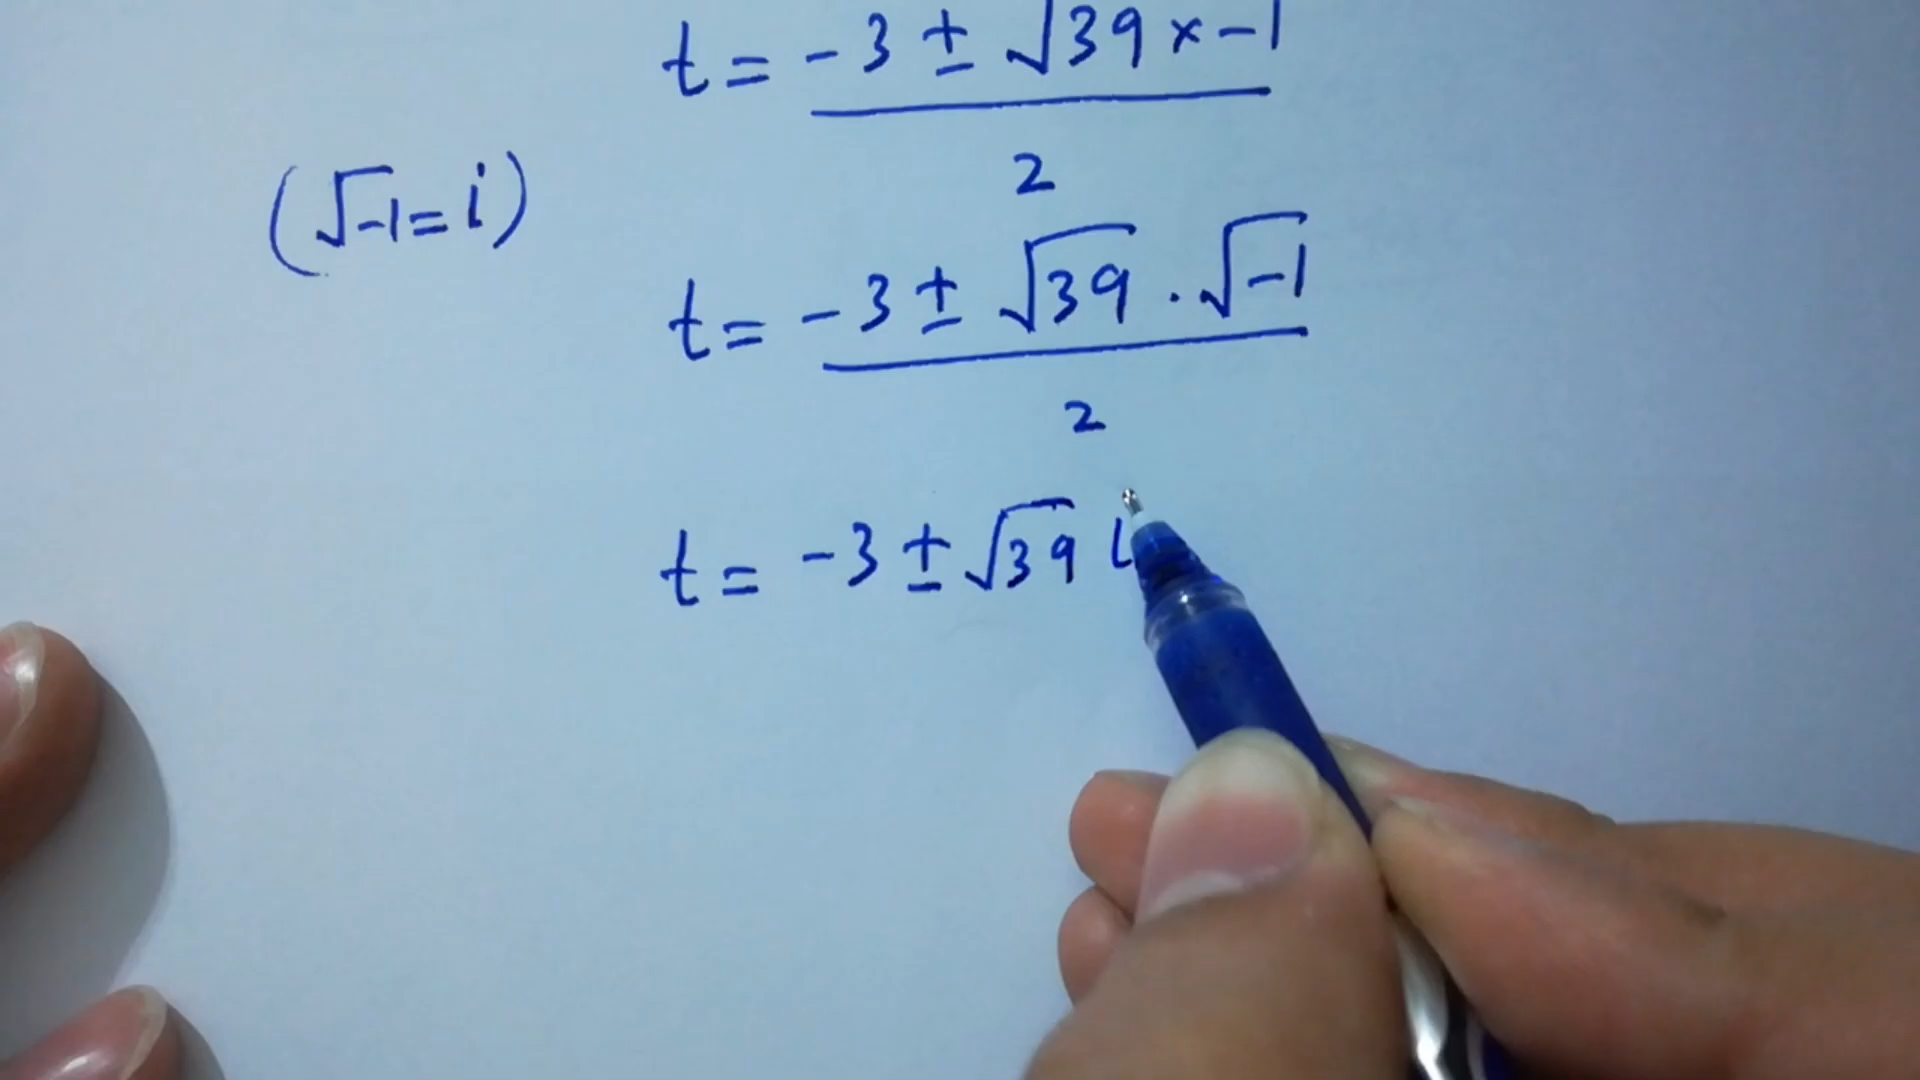 t = -3 ± √39 × -1
2
(√-1 = i)
t = -3 ± √39 . √-1
2
t = -3 ± √39 i